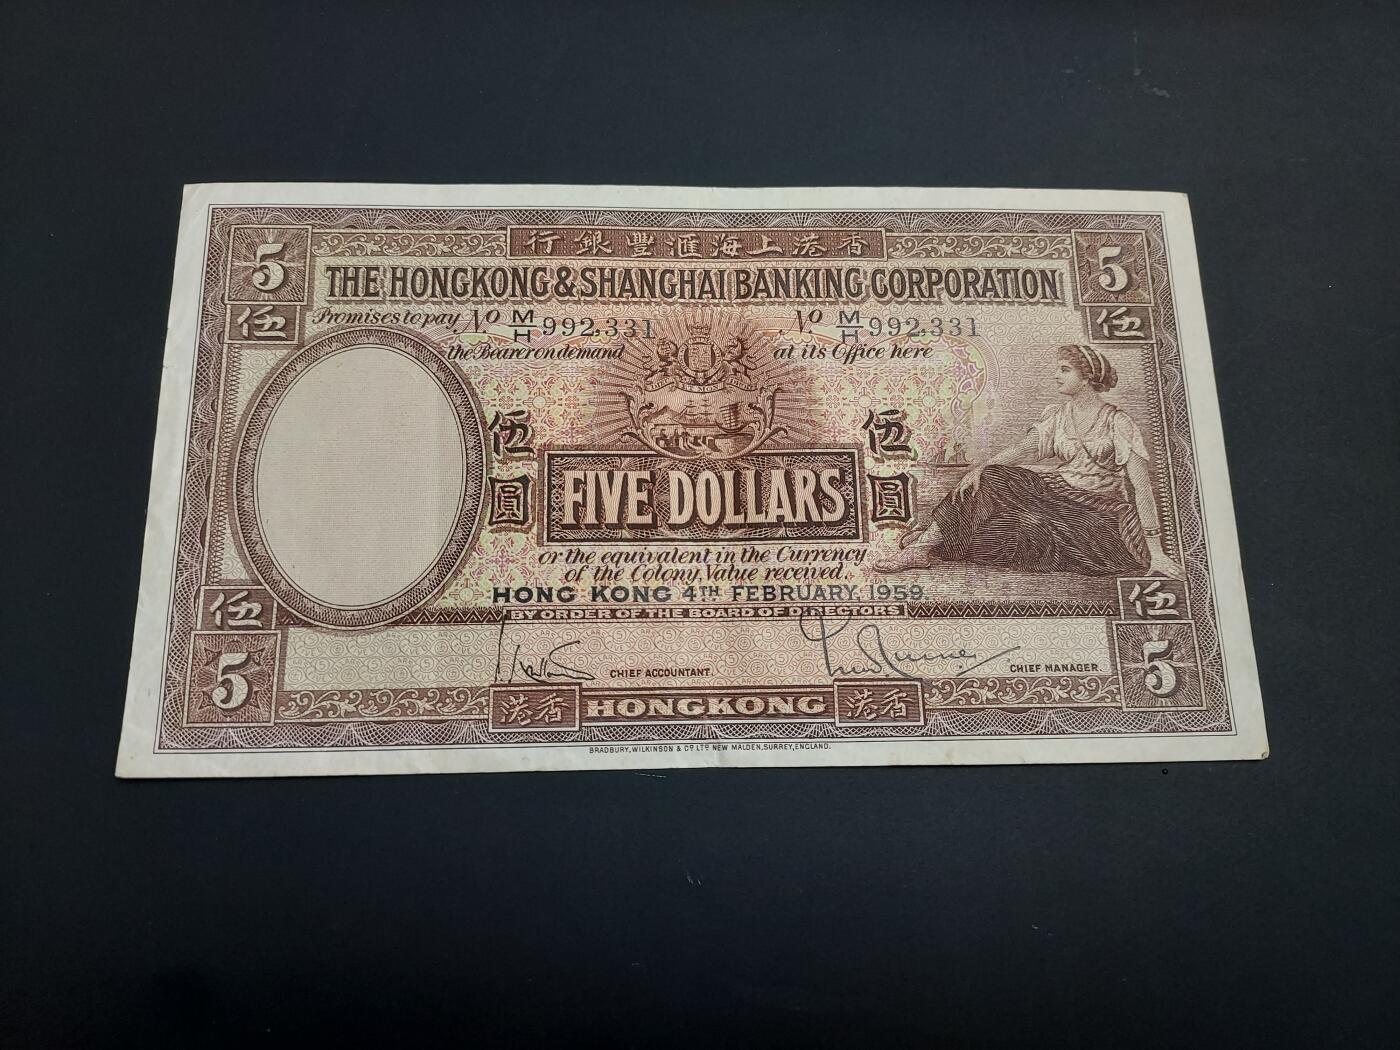 5 行銀豐滙海上港香 5
THE HONGKONG & SHANGHAI BANKING CORPORATION
伍 Promises to pay No M/H 992,331 No M/H 992,331 伍
the Bearer on demand at its Office here
伍圓 伍圓
FIVE DOLLARS
or the equivalent in the Currency
of the Colony, Value received.
HONG KONG 4TH FEBRUARY, 1959.
伍 BY ORDER OF THE BOARD OF DIRECTORS 伍
5 CHIEF ACCOUNTANT. CHIEF MANAGER. 5
港香 HONGKONG 港香
BRADBURY, WILKINSON & Co LTD NEW MALDEN, SURREY, ENGLAND.